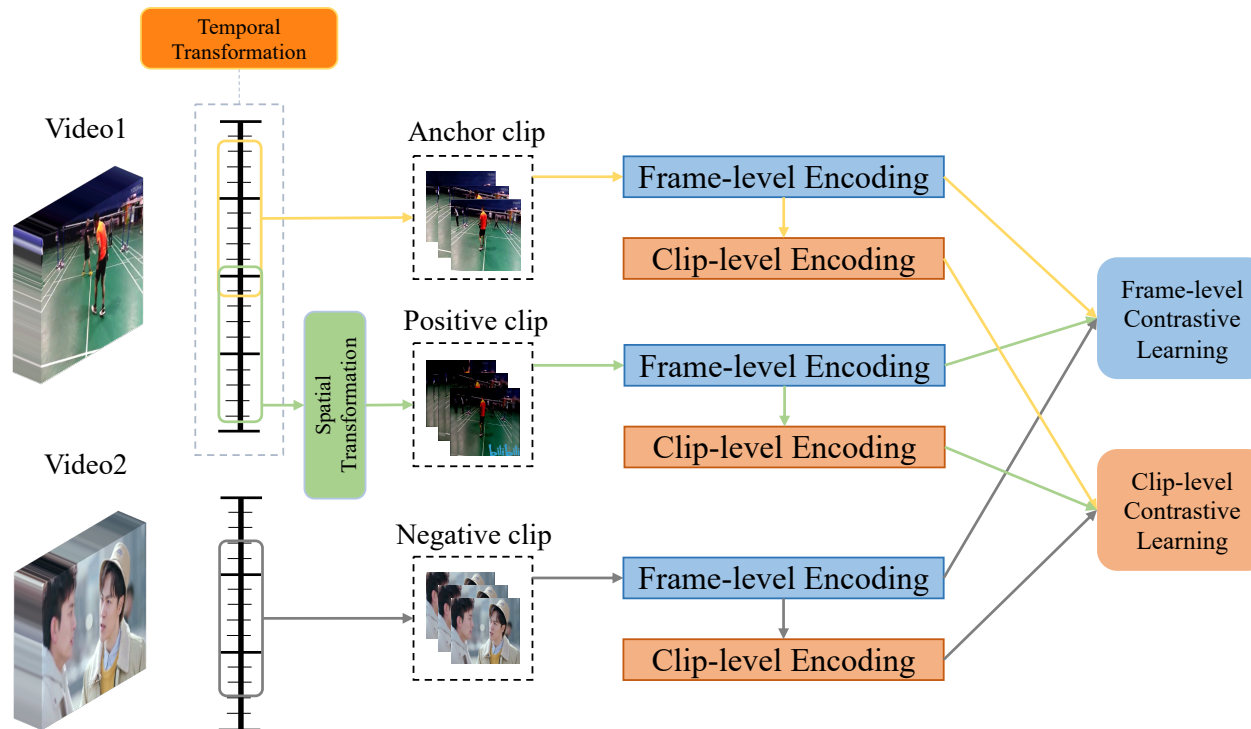 Temporal
Transformation
Video1
Anchor clip
Frame-level Encoding
Clip-level Encoding
Positive clip
Spatial
Transformation
bilibili
Frame-level Encoding
Clip-level Encoding
Frame-level
Contrastive
Learning
Video2
Negative clip
Frame-level Encoding
Clip-level Encoding
Clip-level
Contrastive
Learning